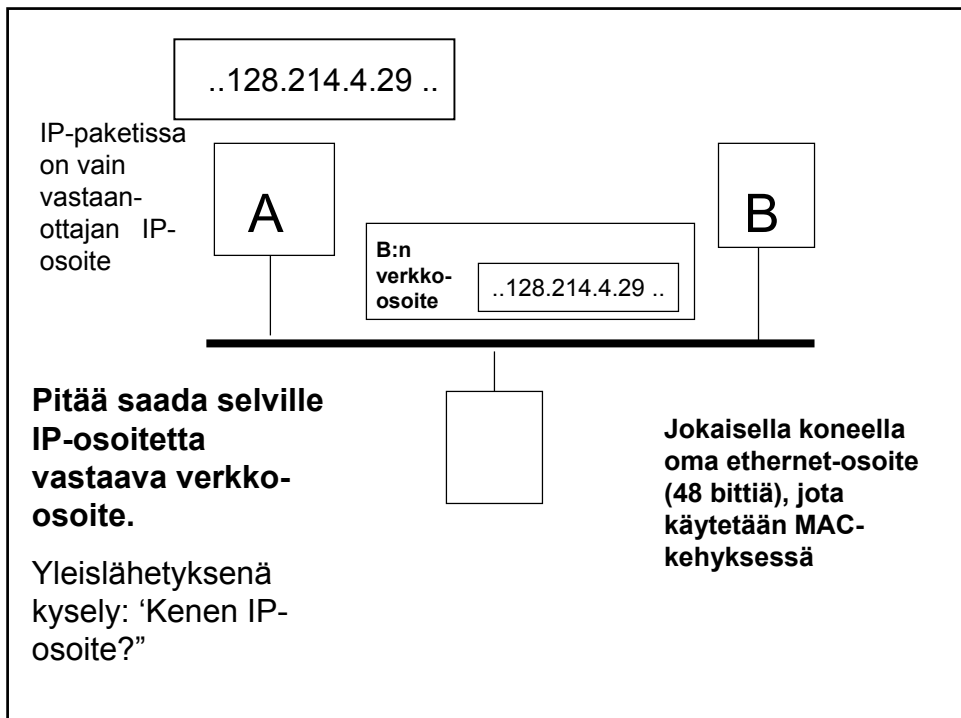 ..128.214.4.29 ..
IP-paketissa
on vain
vastaan-
ottajan IP-
osoite
A
B:n
verkko-
osoite
..128.214.4.29 ..
B
Pitää saada selville
IP-osoitetta
vastaava verkko-
osoite.
Yleislähetyksenä
kysely: ‘Kenen IP-
osoite?”
Jokaisella koneella
oma ethernet-osoite
(48 bittiä), jota
käytetään MAC-
kehyksessä